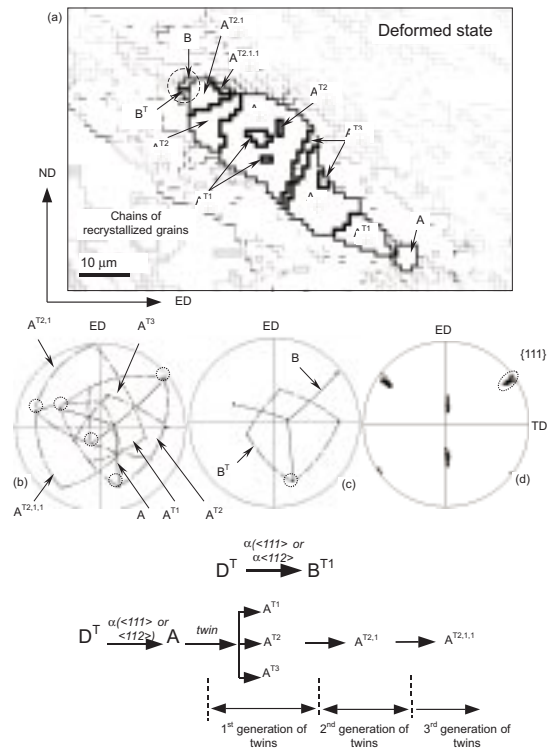 (a)
Deformed state
B
A^T2.1
A^T2.1.1
A^T2
B^T
^T2
A^T3
^
^T1
^
^T1
A
ND
Chains of
recrystallized grains
10 μm
ED
A^T2,1
ED
A^T3
ED
B
ED
{111}
TD
B^T
(b)
(c)
(d)
A^T2,1,1
A
A^T1
A^T2
α(<111> or
α<112>)
D^T
B^T1
α(<111> or
<112>)
D^T
A
twin
A^T1
A^T2
A^T2,1
A^T2,1,1
A^T3
1st generation of
twins
2nd generation of
twins
3rd generation of
twins